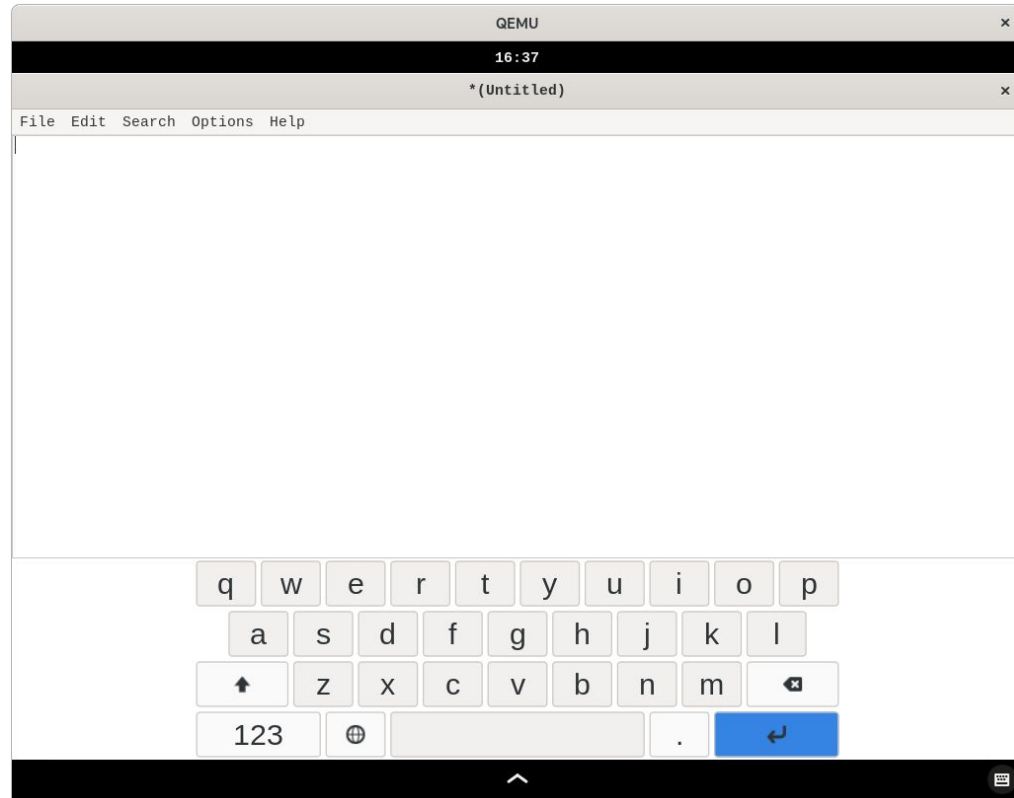 QEMU ×
16:37
*(Untitled) ×
File Edit Search Options Help
q w e r t y u i o p
a s d f g h j k l
z x c v b n m
123 .